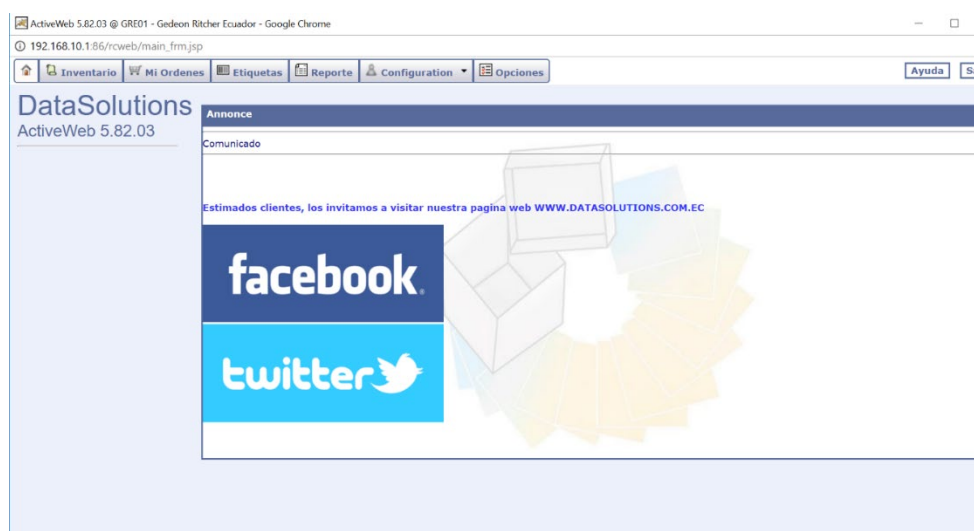 ActiveWeb 5.82.03 @ GRE01 - Gedeon Ritcher Ecuador - Google Chrome
192.168.10.1:86/rcweb/main_frm.jsp
Inventario Mi Ordenes Etiquetas Reporte Configuration Opciones Ayuda
DataSolutions
ActiveWeb 5.82.03
Annonce
Comunicado
Estimados clientes, los invitamos a visitar nuestra pagina web WWW.DATASOLUTIONS.COM.EC
facebook®
twitter